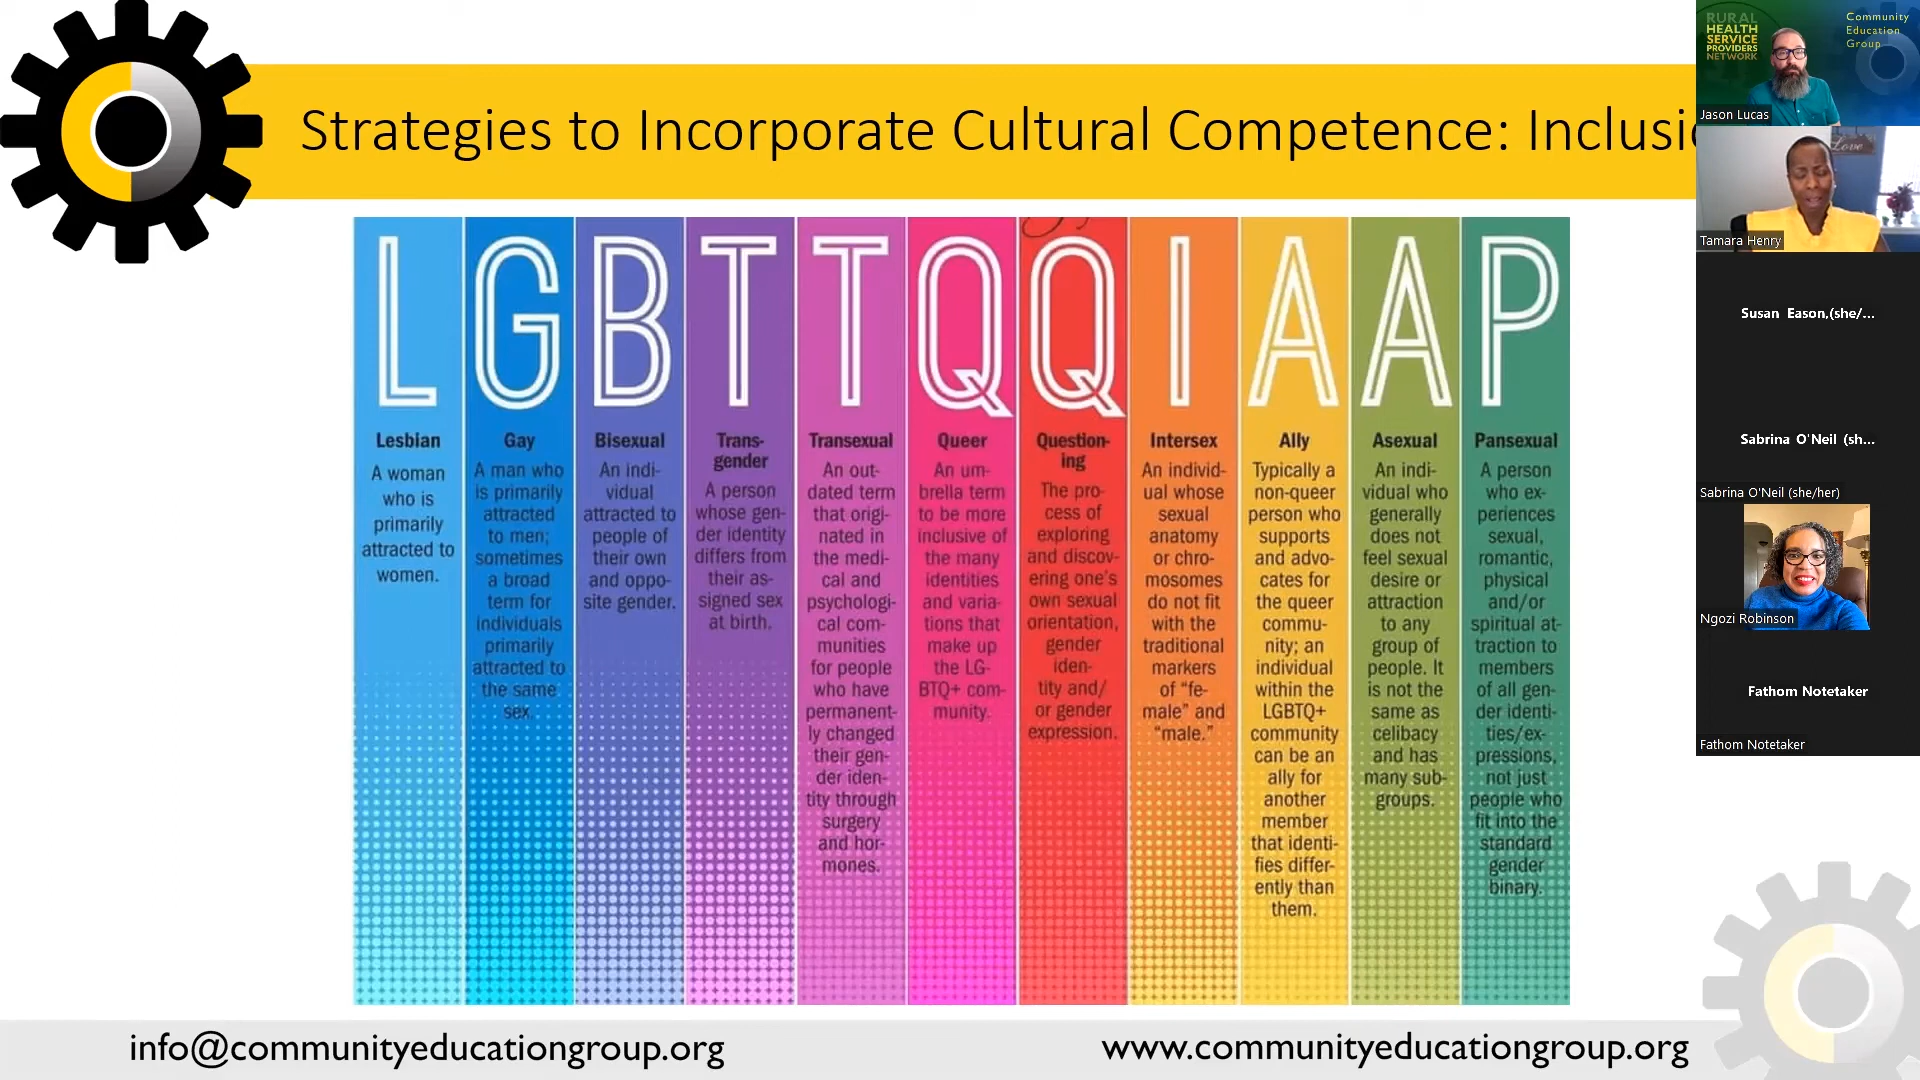 Strategies to Incorporate Cultural Competence: Inclusi
L
Lesbian
A woman
who is
primarily
attracted to
women.
G
Gay
A man who
is primarily
attracted
to men;
sometimes
a broad
term for
individuals
primarily
attracted to
the same
sex.
B
Bisexual
An indi-
vidual
attracted to
people of
their own
and oppo-
site gender.
T
Trans-
gender
A person
whose gen-
der identity
differs from
their as-
signed sex
at birth.
T
Transexual
An out-
dated term
that origi-
nated in
the medi-
cal and
psychologi-
cal com-
munities
for people
who have
permanent-
ly changed
their gen-
der iden-
tity through
surgery
and hor-
mones.
Q
Queer
An um-
brella term
to be more
inclusive of
the many
identities
and varia-
tions that
make up
the LG-
BTQ+ com-
munity.
Q
Question-
ing
The pro-
cess of
exploring
and discov-
ering one's
own sexual
orientation,
gender
iden-
tity and/
or gender
expression.
I
Intersex
An individ-
ual whose
sexual
anatomy
or chro-
mosomes
do not fit
with the
traditional
markers
of “fe-
male” and
“male.”
A
Ally
Typically a
non-queer
person who
supports
and advo-
cates for
the queer
commu-
nity; an
individual
within the
LGBTQ+
community
can be an
ally for
another
member
that identi-
fies differ-
ently than
them.
A
Asexual
An indi-
vidual who
generally
does not
feel sexual
desire or
attraction
to any
group of
people. It
is not the
same as
celibacy
and has
many sub-
groups.
P
Pansexual
A person
who ex-
periences
sexual,
romantic,
physical
and/or
spiritual at-
traction to
members
of all gen-
der identi-
ties/ex-
pressions,
not just
people who
fit into the
standard
gender
binary.
info@communityeducationgroup.org
www.communityeducationgroup.org
RURAL
HEALTH
SERVICE
PROVIDERS
NETWORK
Community
Education
Group
Jason Lucas
Love
Tamara Henry
Susan Eason,(she/...
Sabrina O'Neil (sh...
Sabrina O'Neil (she/her)
Ngozi Robinson
Fathom Notetaker
Fathom Notetaker